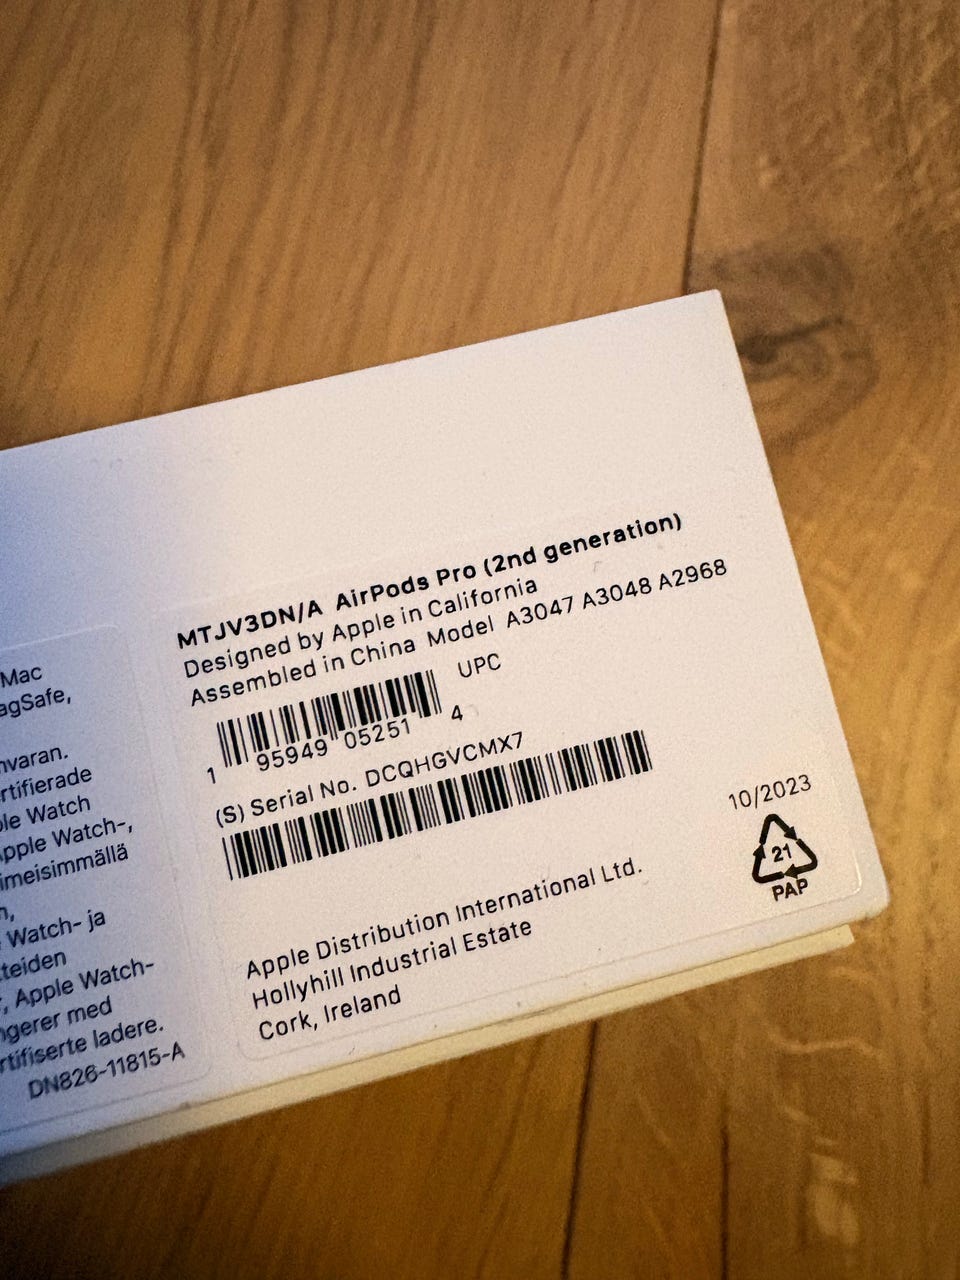 Mac
agSafe,
nvaran.
rtifierade
ple Watch
Apple Watch-,
imeisimmällä
n,
Watch- ja
tteiden
, Apple Watch-
ngerer med
rtifiserte ladere.
DN826-11815-A
MTJV3DN/A AirPods Pro (2nd generation)
Designed by Apple in California
Assembled in China Model A3047 A3048 A2968
UPC
1 95949 05251 4
(S) Serial No. DCQHGVCMX7
10/2023
21
PAP
Apple Distribution International Ltd.
Hollyhill Industrial Estate
Cork, Ireland